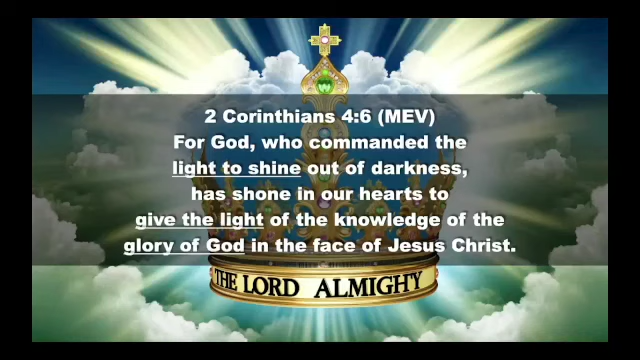 2 Corinthians 4:6 (MEV)
For God, who commanded the
light to shine out of darkness,
has shone in our hearts to
give the light of the knowledge of the
glory of God in the face of Jesus Christ.
THE LORD ALMIGHTY